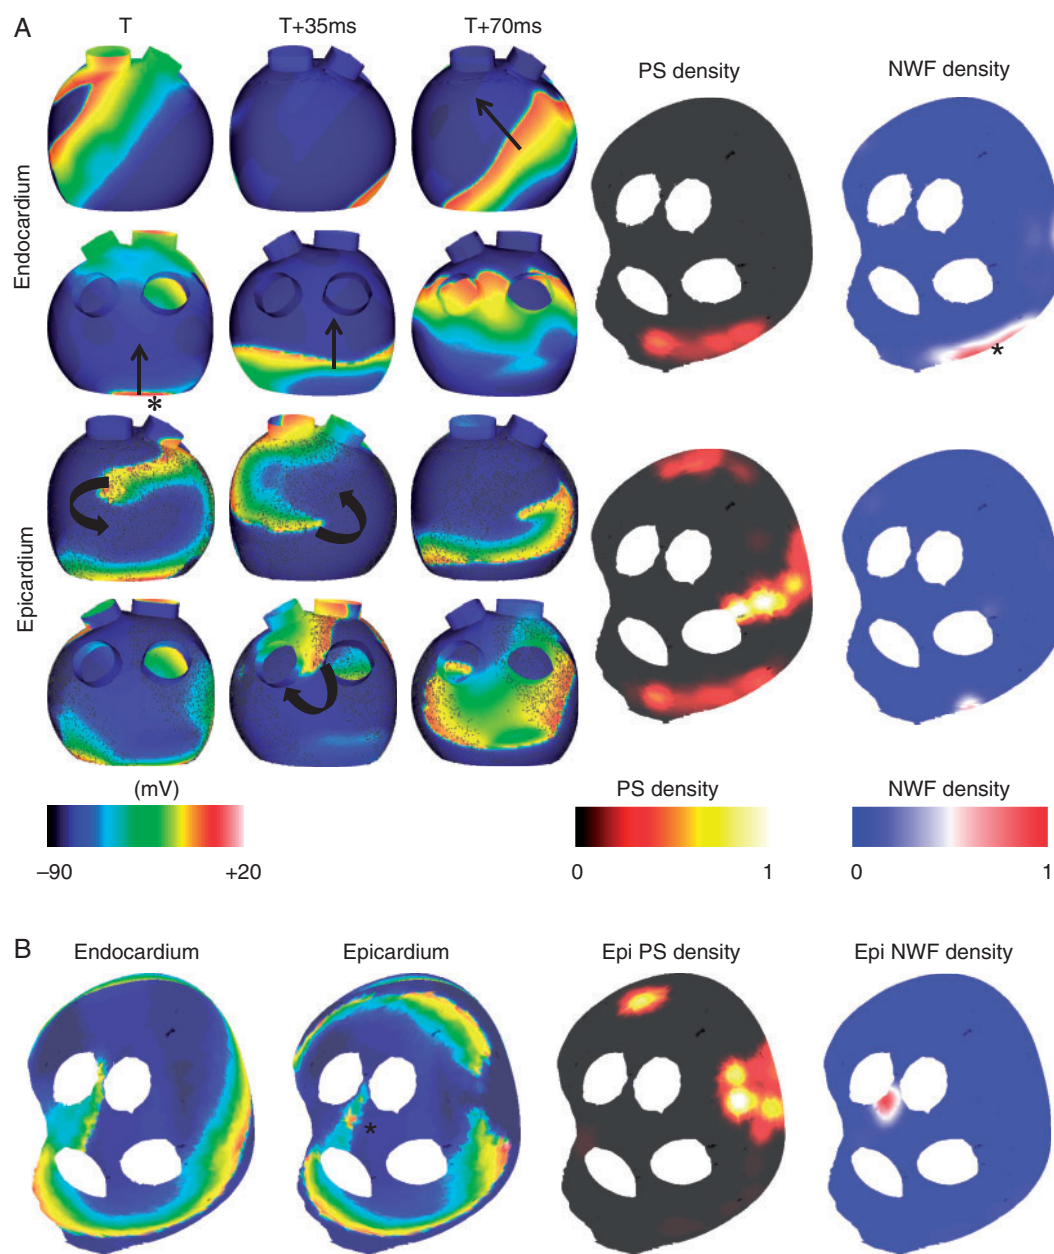 A
T
T+35ms
T+70ms
PS density
NWF density
Endocardium
*
*
Epicardium
(mV)
–90
+20
PS density
0
1
NWF density
0
1
B
Endocardium
Epicardium
Epi PS density
Epi NWF density
*